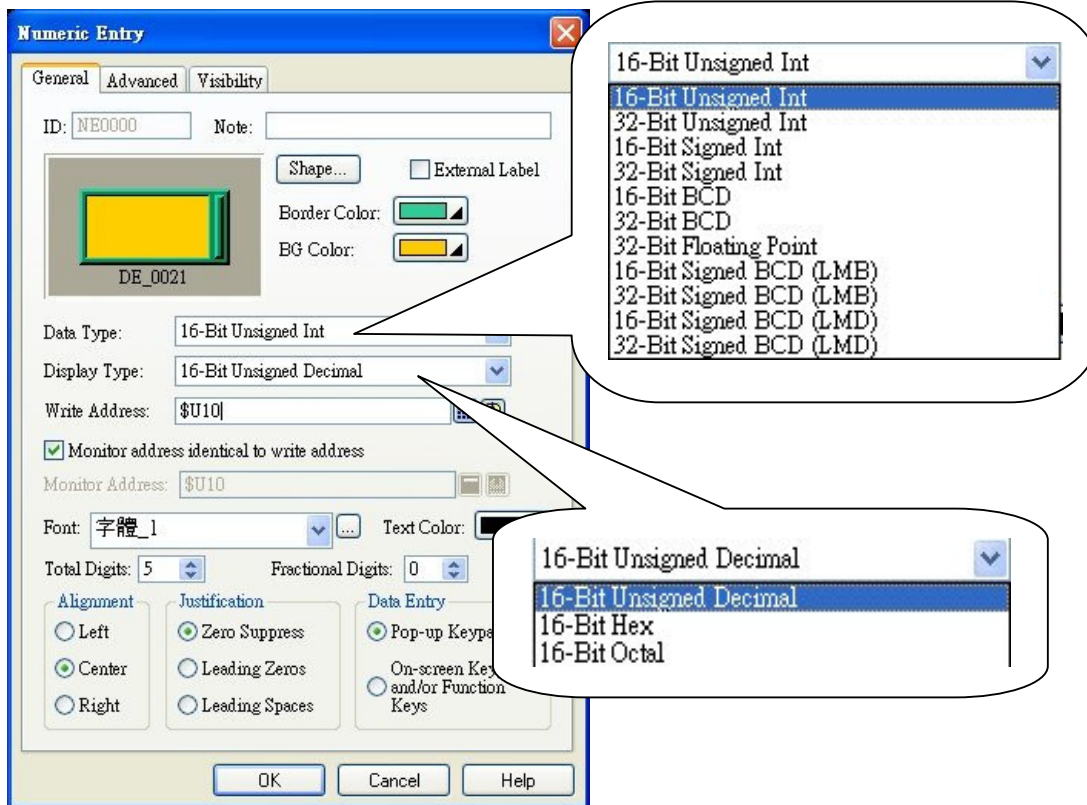 Numeric Entry
General Advanced Visibility
ID: NE0000 Note:
Shape... External Label
Border Color:
BG Color:
DE_0021
Data Type: 16-Bit Unsigned Int
Display Type: 16-Bit Unsigned Decimal
Write Address: $U10
Monitor address identical to write address
Monitor Address: $U10
Font: 字體_1 ... Text Color:
Total Digits: 5 Fractional Digits: 0
Alignment Justification Data Entry
Left Zero Suppress Pop-up
Center Leading Zeros On-screen
and/or Function
Right Leading Spaces Keys
OK Cancel Help
16-Bit Unsigned Int
16-Bit Unsigned Int
32-Bit Unsigned Int
16-Bit Signed Int
32-Bit Signed Int
16-Bit BCD
32-Bit BCD
32-Bit Floating Point
16-Bit Signed BCD (LMB)
32-Bit Signed BCD (LMB)
16-Bit Signed BCD (LMD)
32-Bit Signed BCD (LMD)
16-Bit Unsigned Decimal
16-Bit Unsigned Decimal
16-Bit Hex
16-Bit Octal